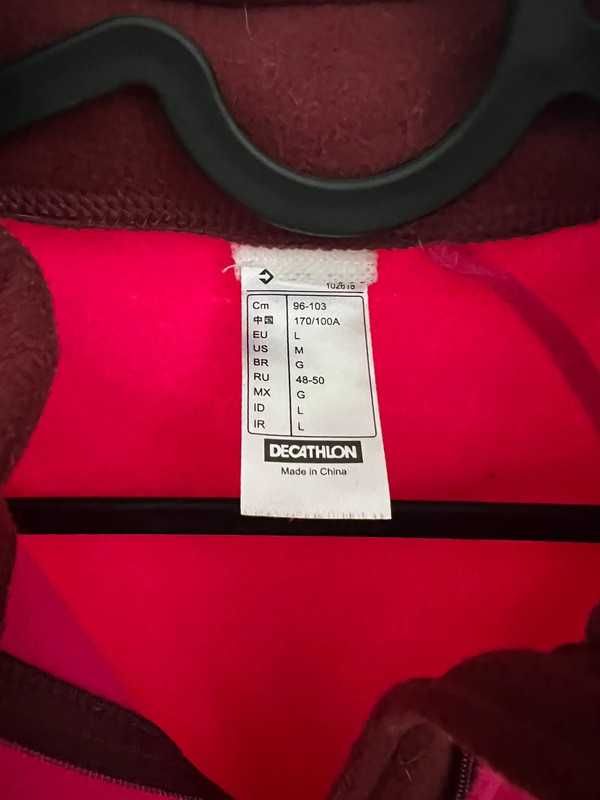 Cm 96-103
中国 170/100A
EU L
US M
BR G
RU 48-50
MX G
ID L
IR L
DECATHLON
Made in China